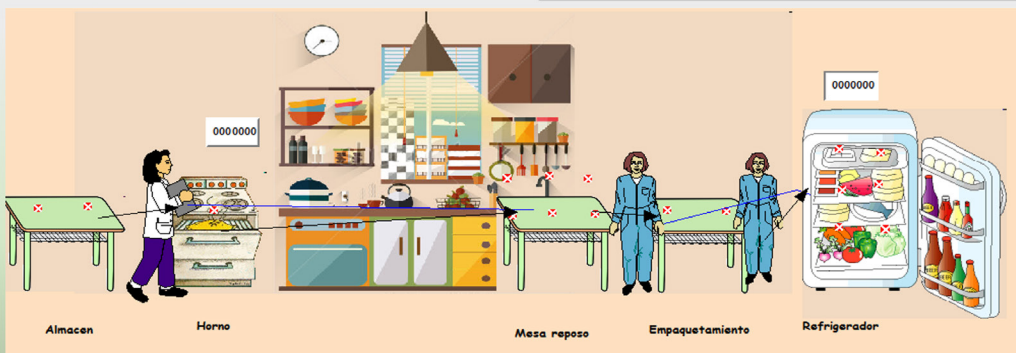 0000000
0000000
Almacen
Horno
Mesa reposo
Empaquetamiento
Refrigerador